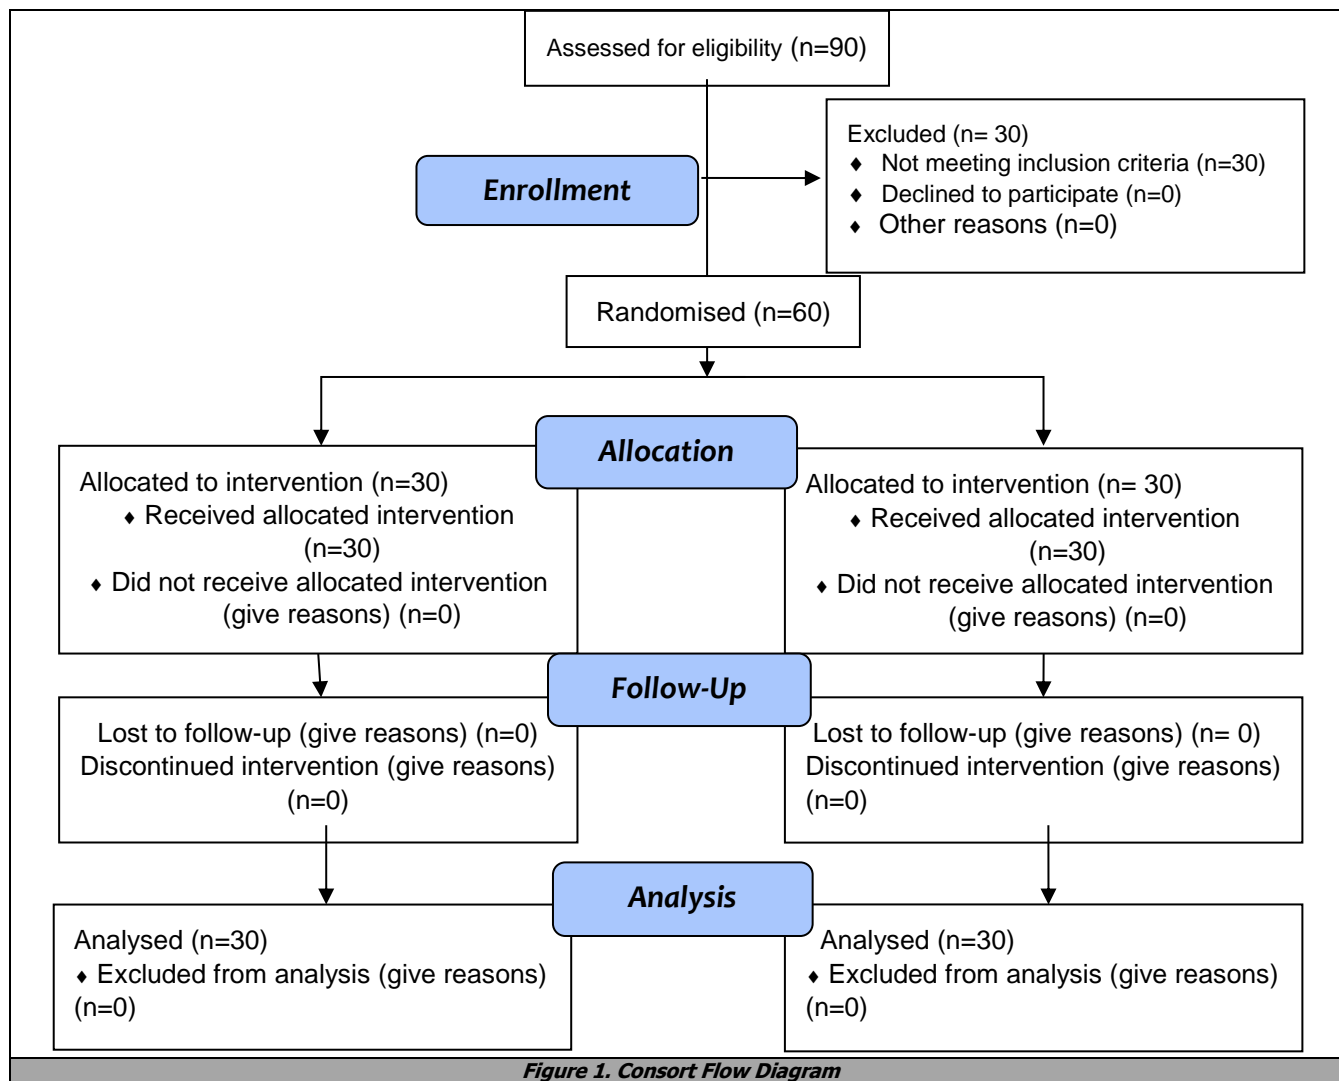 Assessed for eligibility (n=90)
Excluded (n= 30)
♦ Not meeting inclusion criteria (n=30)
♦ Declined to participate (n=0)
♦ Other reasons (n=0)
Enrollment
Randomised (n=60)
Allocation
Allocated to intervention (n=30)
♦ Received allocated intervention
(n=30)
♦ Did not receive allocated intervention
(give reasons) (n=0)
Allocated to intervention (n= 30)
♦ Received allocated intervention
(n=30)
♦ Did not receive allocated intervention
(give reasons) (n=0)
Follow-Up
Lost to follow-up (give reasons) (n=0)
Discontinued intervention (give reasons)
(n=0)
Lost to follow-up (give reasons) (n= 0)
Discontinued intervention (give reasons)
(n=0)
Analysis
Analysed (n=30)
♦ Excluded from analysis (give reasons)
(n=0)
Analysed (n=30)
♦ Excluded from analysis (give reasons)
(n=0)
Figure 1. Consort Flow Diagram